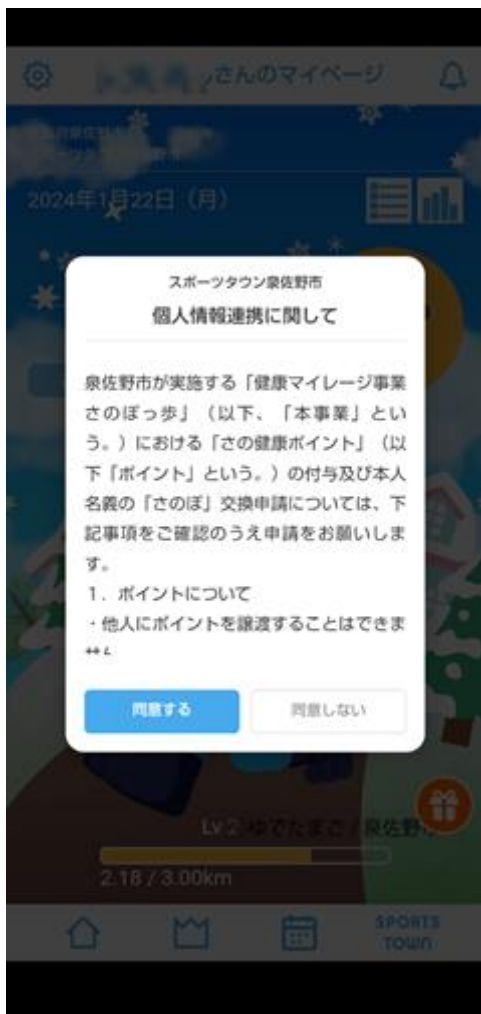 さんのマイページ
2024年1月22日（月）
スポーツタウン泉佐野市
個人情報連携に関して
泉佐野市が実施する「健康マイレージ事業
さのぽっ歩」（以下、「本事業」とい
う。）における「さの健康ポイント」（以
下「ポイント」という。）の付与及び本人
名義の「さのぽ」交換申請については、下
記事項をご確認のうえ申請をお願いしま
す。
1．ポイントについて
・他人にポイントを譲渡することはできま
同意する
同意しない
Lv 2 ゆでたまご / 泉佐野市
2.18 / 3.00km
SPORTS
TOWN